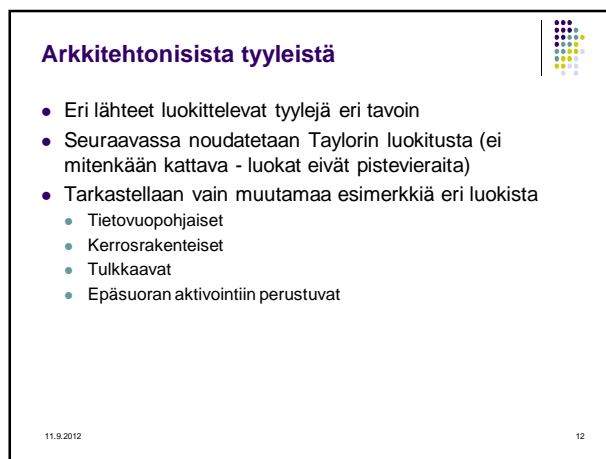 Arkkitehtonisista tyyleistä
Eri lähteet luokittelevat tyylejä eri tavoin
Seuraavassa noudatetaan Taylorin luokitusta (ei
mitenkään kattava - luokat eivät pistevieraita)
Tarkastellaan vain muutamaa esimerkkiä eri luokista
Tietovuopohjaiset
Kerrosrakenteiset
Tulkkaavat
Epäsuoran aktivointiin perustuvat
11.9.2012
12